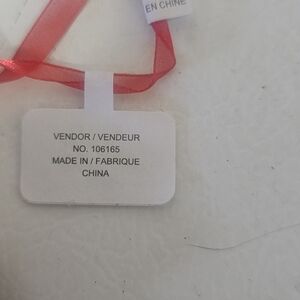 EN CHINE
VENDOR / VENDEUR
NO. 106165
MADE IN / FABRIQUE
CHINA